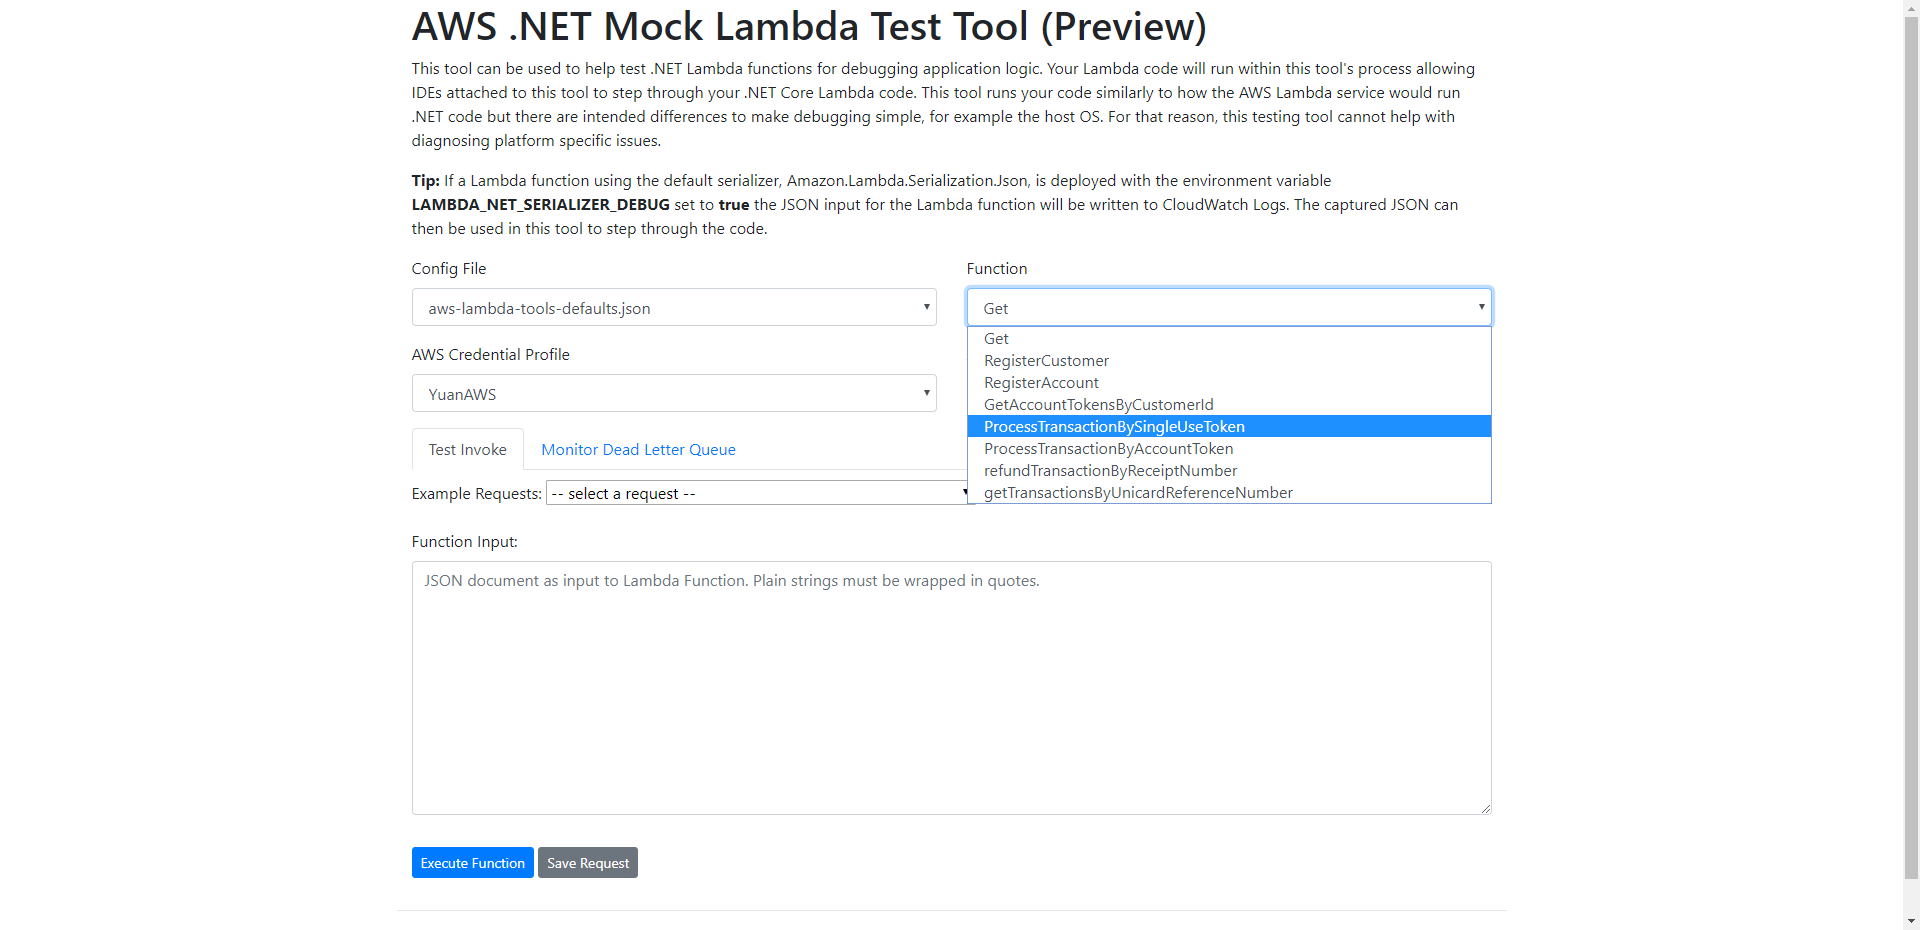 AWS .NET Mock Lambda Test Tool (Preview)
This tool can be used to help test .NET Lambda functions for debugging application logic. Your Lambda code will run within this tool's process allowing
IDEs attached to this tool to step through your .NET Core Lambda code. This tool runs your code similarly to how the AWS Lambda service would run
.NET code but there are intended differences to make debugging simple, for example the host OS. For that reason, this testing tool cannot help with
diagnosing platform specific issues.
Tip: If a Lambda function using the default serializer, Amazon.Lambda.Serialization.Json, is deployed with the environment variable
LAMBDA_NET_SERIALIZER_DEBUG set to true the JSON input for the Lambda function will be written to CloudWatch Logs. The captured JSON can
then be used in this tool to step through the code.
Config File
aws-lambda-tools-defaults.json
Function
Get
Get
RegisterCustomer
RegisterAccount
GetAccountTokensByCustomerId
ProcessTransactionBySingleUseToken
ProcessTransactionByAccountToken
refundTransactionByReceiptNumber
getTransactionsByUnicardReferenceNumber
AWS Credential Profile
YuanAWS
Test Invoke
Monitor Dead Letter Queue
Example Requests: -- select a request --
Function Input:
JSON document as input to Lambda Function. Plain strings must be wrapped in quotes.
Execute Function
Save Request